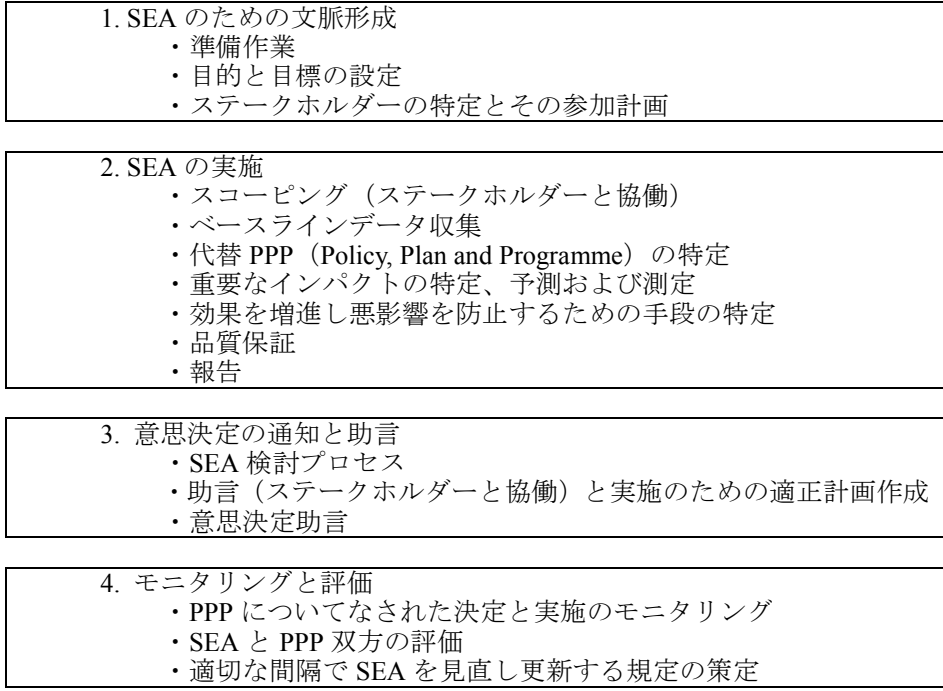 1. SEA のための文脈形成
・準備作業
・目的と目標の設定
・ステークホルダーの特定とその参加計画
2. SEA の実施
・スコーピング（ステークホルダーと協働）
・ベースラインデータ収集
・代替 PPP（Policy, Plan and Programme）の特定
・重要なインパクトの特定、予測および測定
・効果を増進し悪影響を防止するための手段の特定
・品質保証
・報告
3. 意思決定の通知と助言
・SEA 検討プロセス
・助言（ステークホルダーと協働）と実施のための適正計画作成
・意思決定助言
4. モニタリングと評価
・PPP についてなされた決定と実施のモニタリング
・SEA と PPP 双方の評価
・適切な間隔で SEA を見直し更新する規定の策定